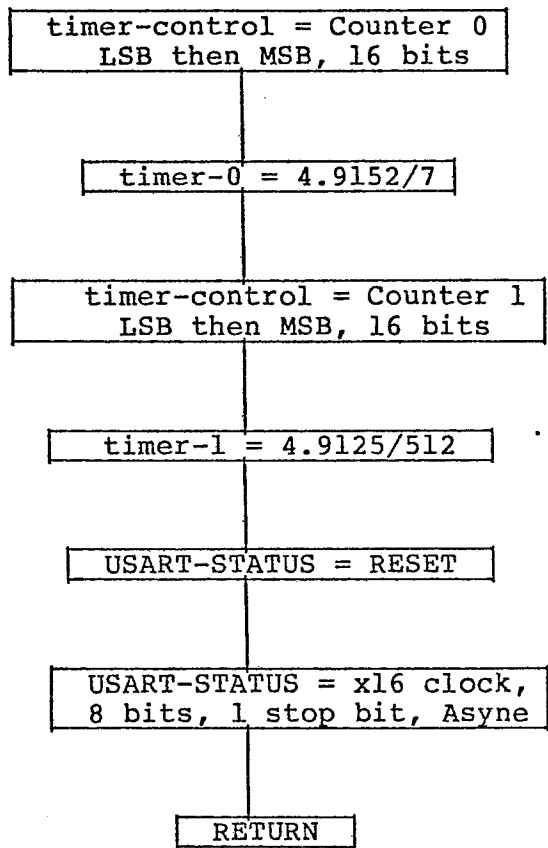 timer-control = Counter 0
LSB then MSB, 16 bits
timer-0 = 4.9152/7
timer-control = Counter 1
LSB then MSB, 16 bits
timer-1 = 4.9125/512
USART-STATUS = RESET
USART-STATUS = x16 clock,
8 bits, 1 stop bit, Asyne
RETURN